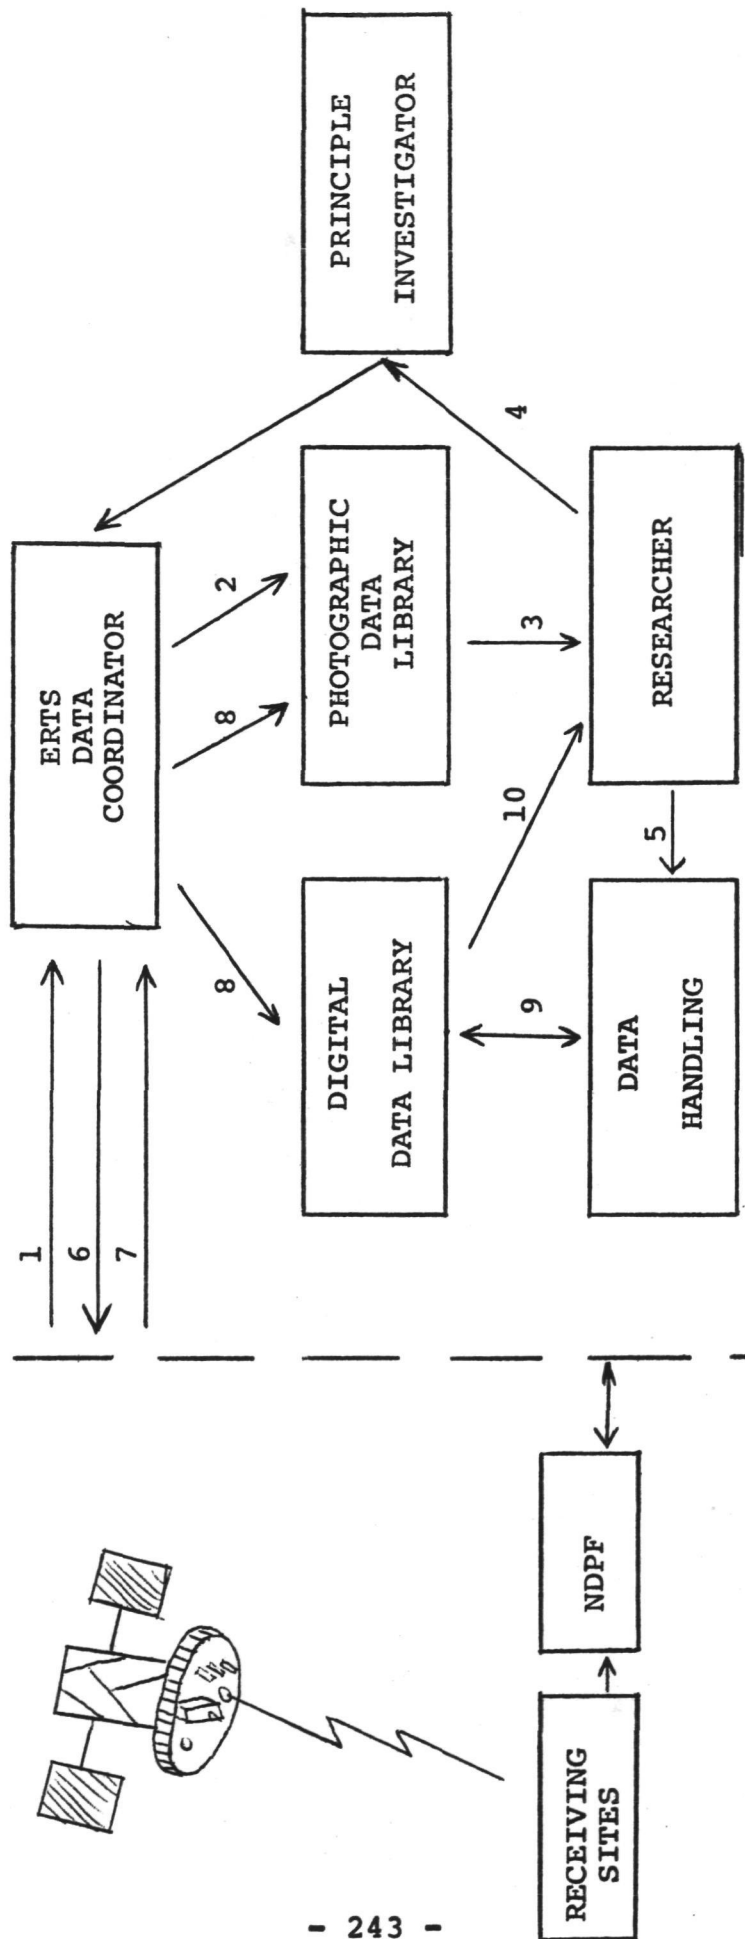 1
6
7
ERTS
DATA
COORDINATOR
8
8
2
DIGITAL
DATA LIBRARY
PHOTOGRAPHIC
DATA
LIBRARY
PRINCIPLE
INVESTIGATOR
9
10
3
4
RECEIVING
SITES
NDPF
DATA
HANDLING
5
RESEARCHER
- 243 -